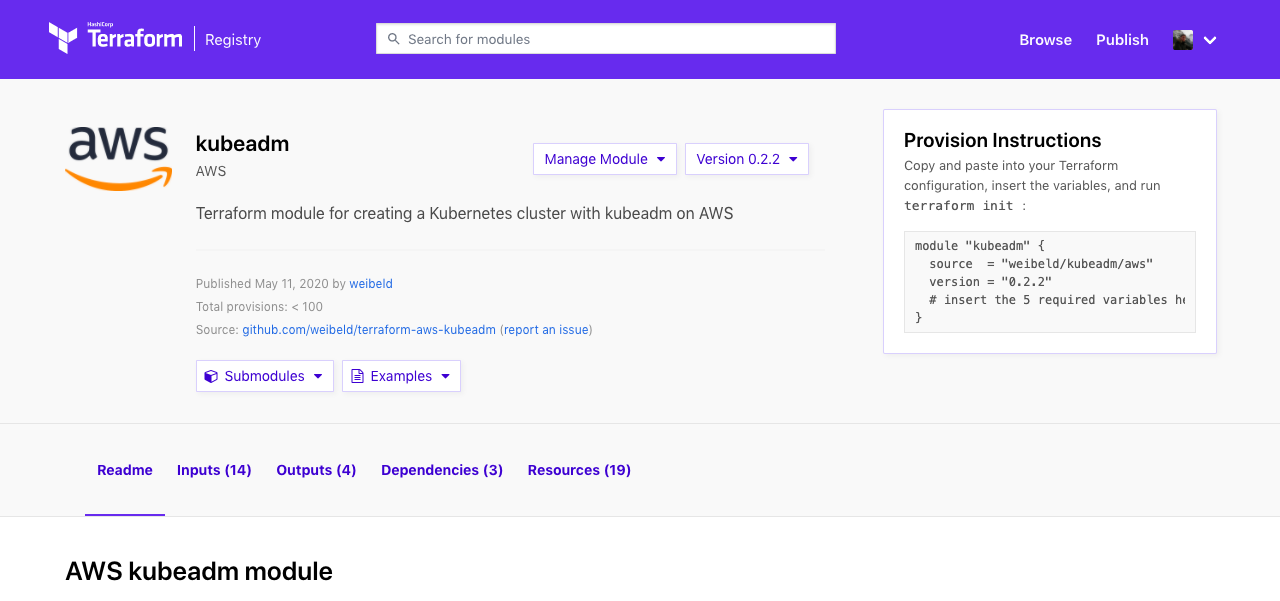 HashiCorp
Terraform
Registry
Search for modules
Browse
Publish
aws
kubeadm
AWS
Manage Module
Version 0.2.2
Terraform module for creating a Kubernetes cluster with kubeadm on AWS
Published May 11, 2020 by weibeld
Total provisions: < 100
Source: github.com/weibeld/terraform-aws-kubeadm (report an issue)
Submodules
Examples
Provision Instructions
Copy and paste into your Terraform
configuration, insert the variables, and run
terraform init :
module "kubeadm" {
  source  = "weibeld/kubeadm/aws"
  version = "0.2.2"
  # insert the 5 required variables he
}
Readme
Inputs (14)
Outputs (4)
Dependencies (3)
Resources (19)
AWS kubeadm module